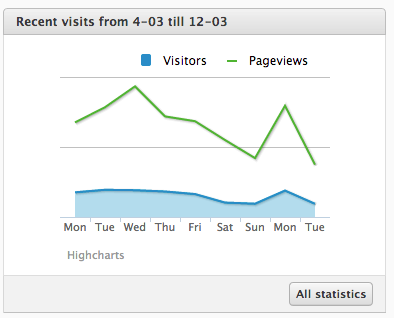 Recent visits from 4-03 till 12-03
Visitors Pageviews
Mon Tue Wed Thu Fri Sat Sun Mon Tue
Highcharts
All statistics